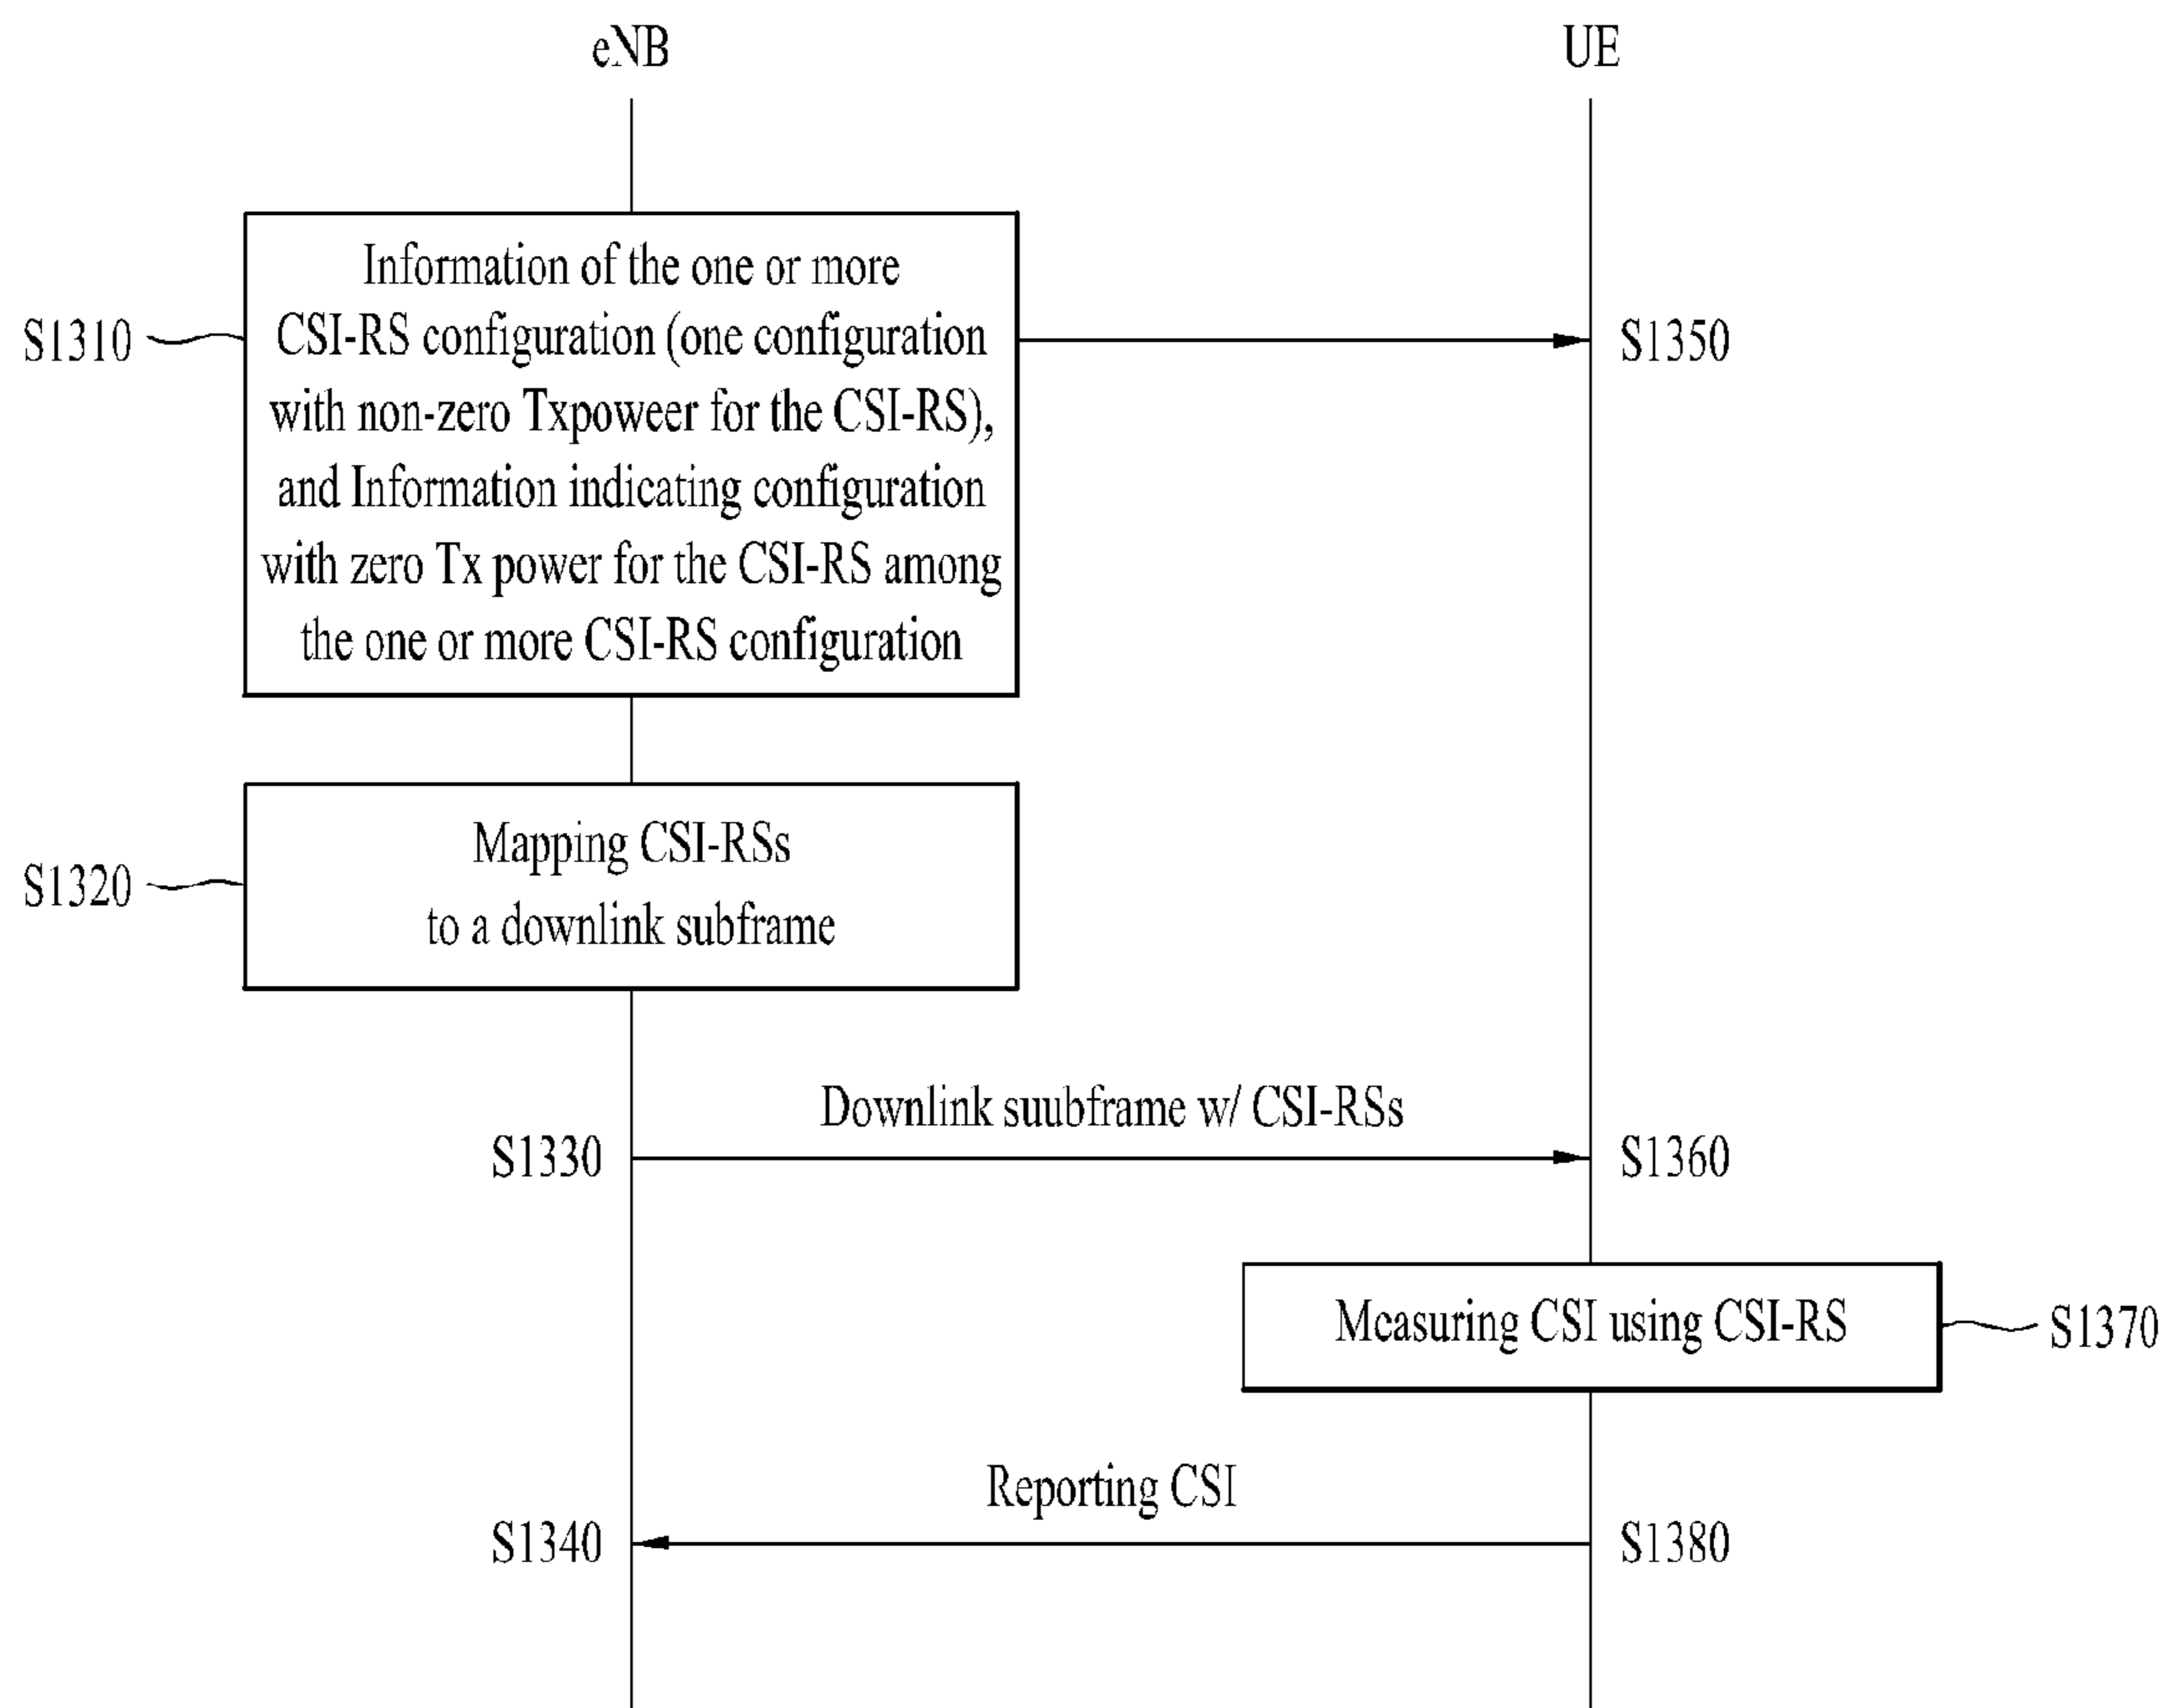 eNB
UE
Information of the one or more
CSI-RS configuration (one configuration
with non-zero Txpoweer for the CSI-RS),
and Information indicating configuration
with zero Tx power for the CSI-RS among
the one or more CSI-RS configuration
S1310
S1350
Mapping CSI-RSs
to a downlink subframe
S1320
Downlink suubframe w/ CSI-RSs
S1330
S1360
Measuring CSI using CSI-RS
S1370
Reporting CSI
S1340
S1380